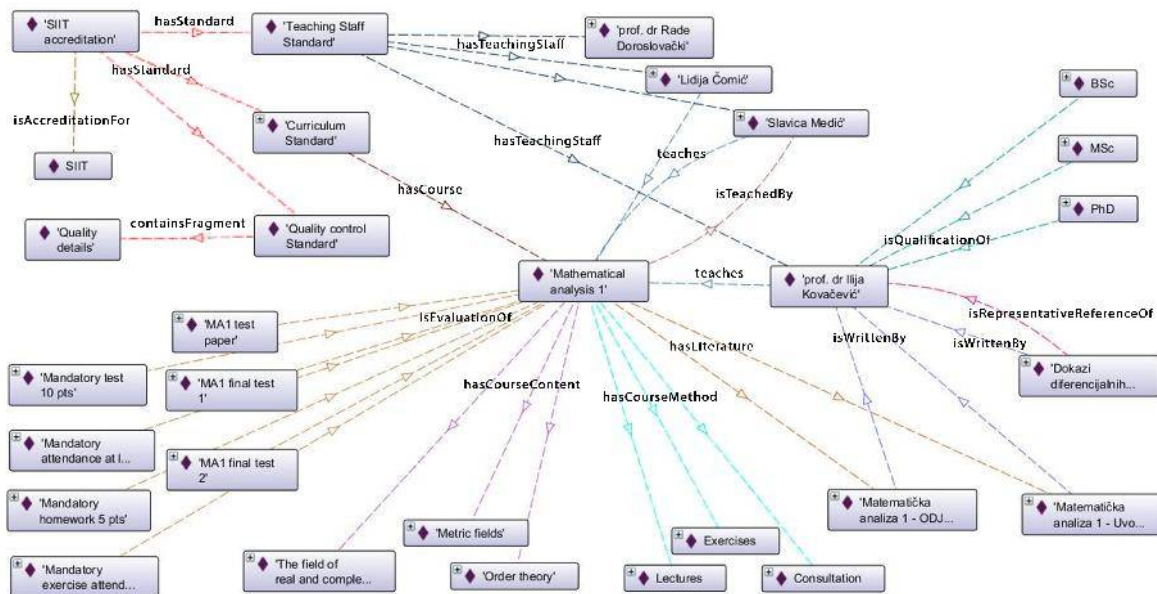 'SIIT
accreditation'
hasStandard
'Teaching Staff
Standard'
'prof. dr Rade
Doroslovački'
hasTeachingStaff
'Lidija Čomić'
BSc
hasStandard
isAccreditationFor
'Curriculum
Standard'
hasTeachingStaff
'Slavica Medić'
teaches
MSc
SIIT
hasCourse
isTeachedBy
PhD
'Quality
details'
containsFragment
'Quality control
Standard'
isQualificationOf
'Mathematical
analysis 1'
teaches
'prof. dr Ilija
Kovačević'
isRepresentativeReferenceOf
'MA1 test
paper'
isEvaluationOf
hasLiterature
isWrittenBy
isWrittenBy
'Mandatory test
10 pts'
'MA1 final test
1'
hasCourseContent
hasCourseMethod
'Dokazi
diferencijalnih...
'Mandatory
attendance at l...
'MA1 final test
2'
'Mandatory
homework 5 pts'
'Metric fields'
Exercises
'Matematička
analiza 1 - ODJ...
'Matematička
analiza 1 - Uvo...
'Mandatory
exercise attend...
'The field of
real and comple...
'Order theory'
Lectures
Consultation